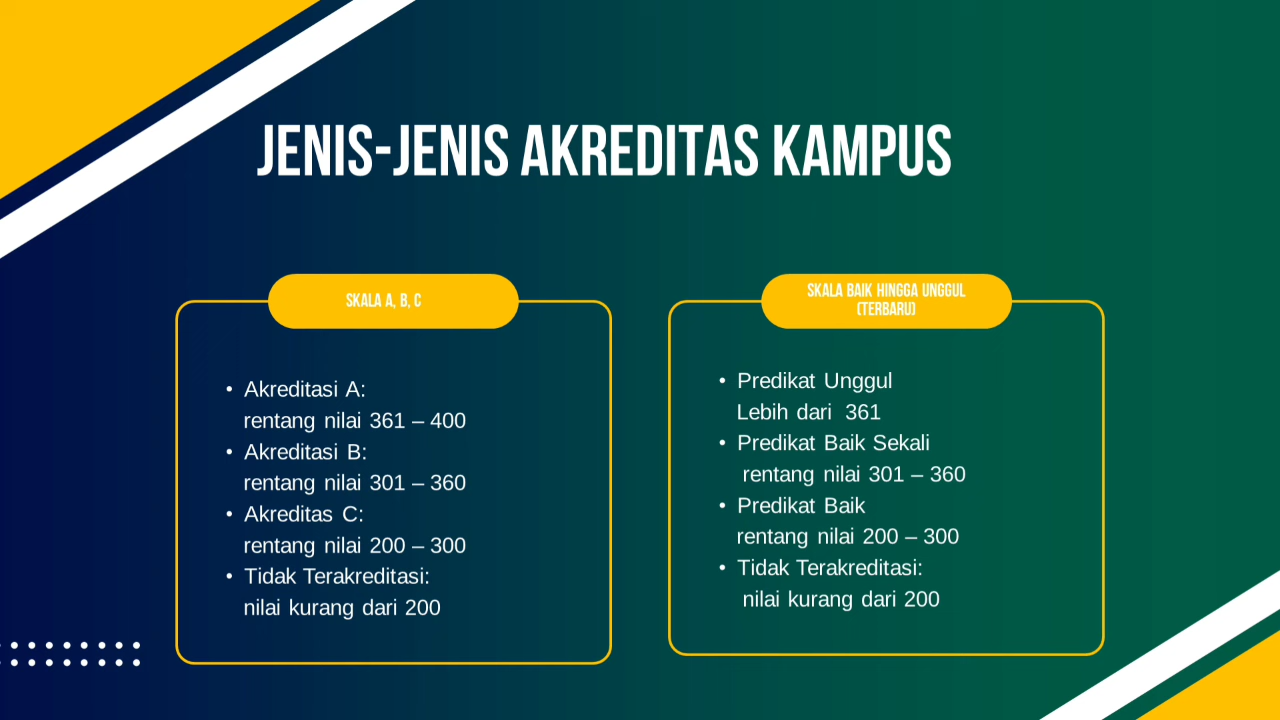 JENIS-JENIS AKREDITAS KAMPUS
SKALA A, B, C
• Akreditasi A:
rentang nilai 361 – 400
• Akreditasi B:
rentang nilai 301 – 360
• Akreditas C:
rentang nilai 200 – 300
• Tidak Terakreditasi:
nilai kurang dari 200
SKALA BAIK HINGGA UNGGUL
(TERBARU)
• Predikat Unggul
Lebih dari 361
• Predikat Baik Sekali
rentang nilai 301 – 360
• Predikat Baik
rentang nilai 200 – 300
• Tidak Terakreditasi:
nilai kurang dari 200